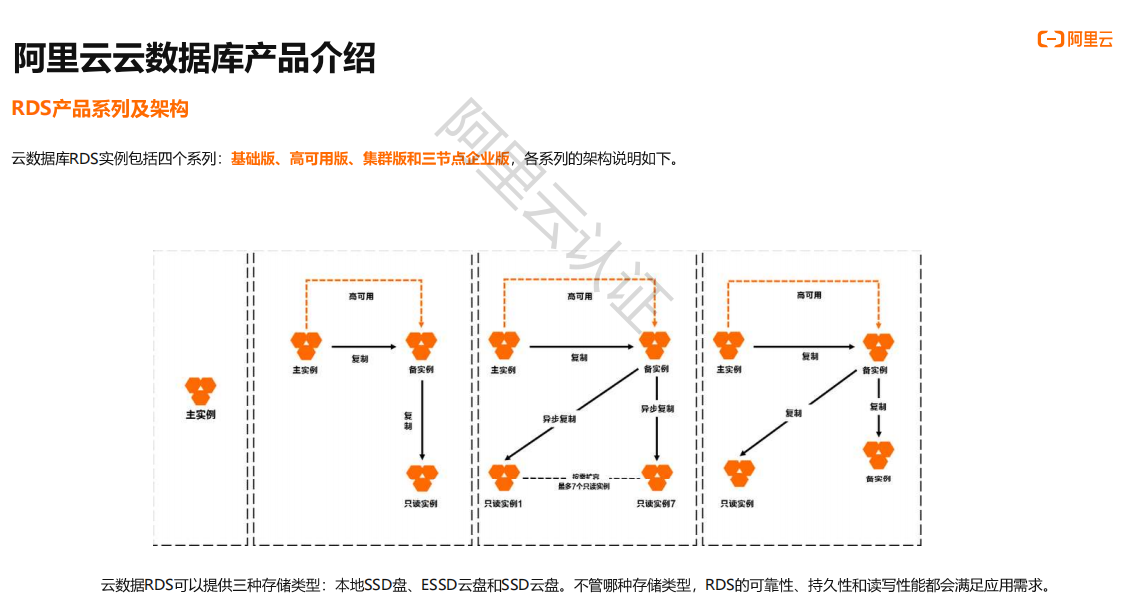 阿里云云数据库产品介绍
阿里云
RDS产品系列及架构
云数据库RDS实例包括四个系列：基础版、高可用版、集群版和三节点企业版，各系列的架构说明如下。
阿里云认证
主实例
高可用
复制
主实例
备实例
复制
只读实例
高可用
复制
主实例
备实例
异步复制
异步复制
按需扩容
最多7个只读实例
只读实例1
只读实例7
高可用
复制
主实例
备实例
复制
复制
只读实例
备实例
云数据RDS可以提供三种存储类型：本地SSD盘、ESSD云盘和SSD云盘。不管哪种存储类型，RDS的可靠性、持久性和读写性能都会满足应用需求。